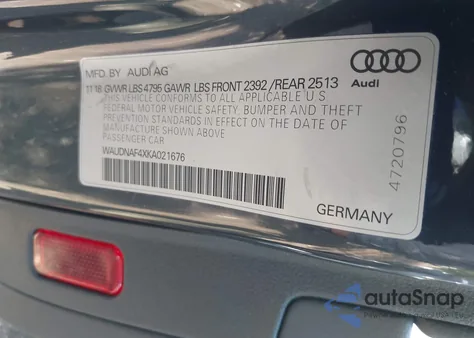 MFD. BY AUDI AG
11 18 GVWR LBS 4795 GAWR LBS FRONT 2392 / REAR 2513
THIS VEHICLE CONFORMS TO ALL APPLICABLE U S
FEDERAL MOTOR VEHICLE SAFETY, BUMPER AND THEFT
PREVENTION STANDARDS IN EFFECT ON THE DATE OF
MANUFACTURE SHOWN ABOVE
PASSENGER CAR
WAUDNAF4XKA021676
Audi
4720796
GERMANY
autoSnap